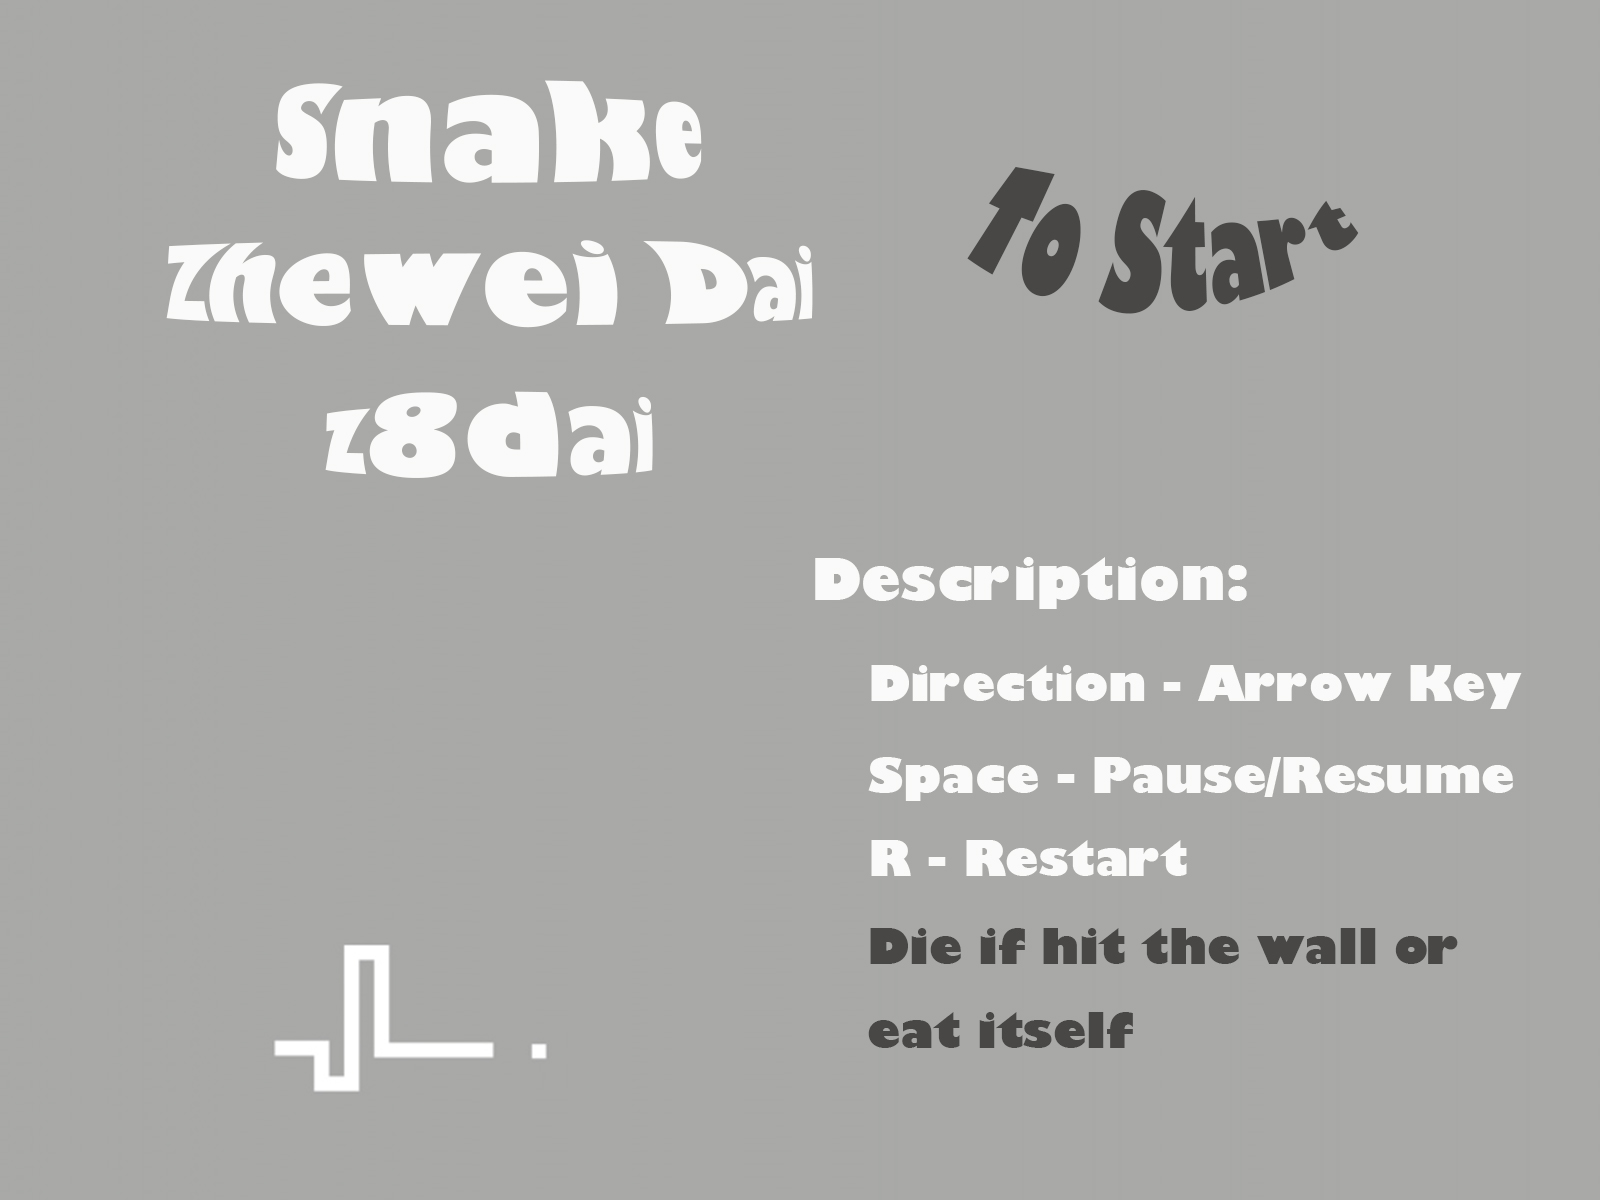 Snake
Zhewei Dai
z8dai
To Start
Description:
Direction - Arrow Key
Space - Pause/Resume
R - Restart
Die if hit the wall or
eat itself